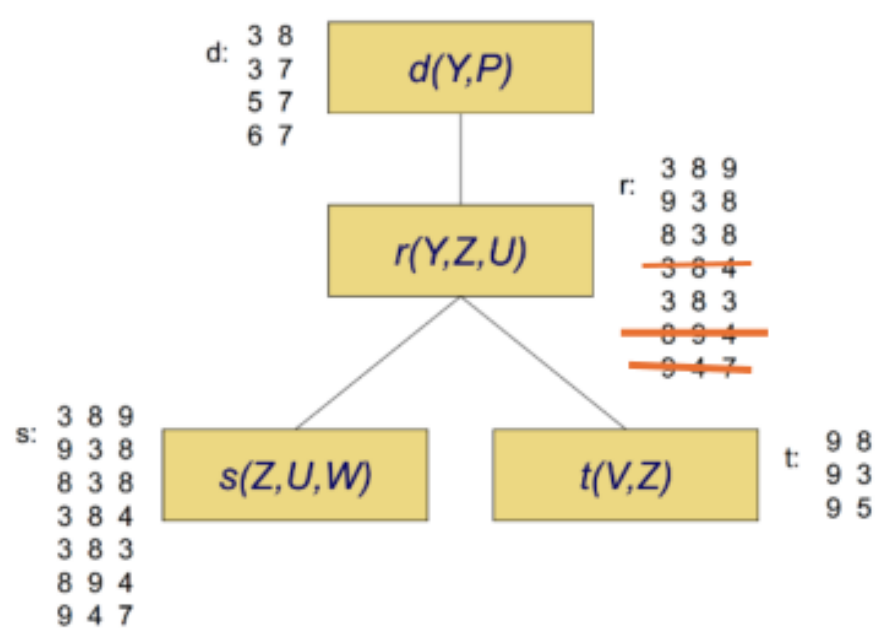 d:
3 8
3 7
5 7
6 7
d(Y,P)
r:
3 8 9
9 3 8
8 3 8
3 8 4
3 8 3
8 9 4
9 4 7
r(Y,Z,U)
s:
3 8 9
9 3 8
8 3 8
3 8 4
3 8 3
8 9 4
9 4 7
s(Z,U,W)
t(V,Z)
t:
9 8
9 3
9 5